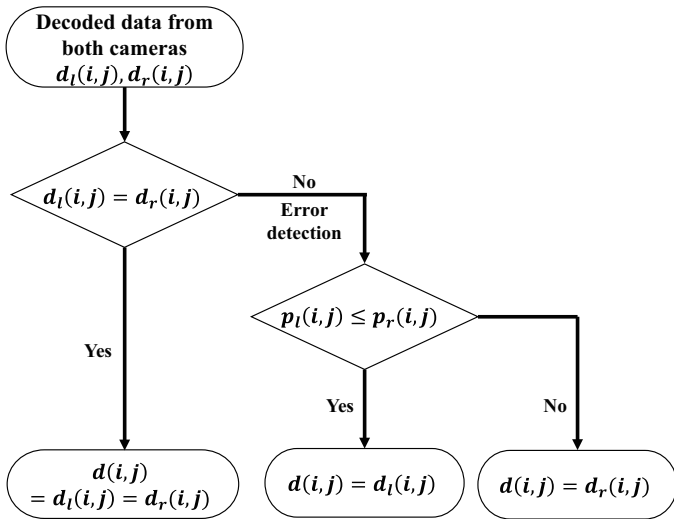 Decoded data from
both cameras
d_l(i,j), d_r(i,j)
d_l(i,j) = d_r(i,j)
No
Error
detection
p_l(i,j) ≤ p_r(i,j)
Yes
Yes
No
d(i,j)
= d_l(i,j) = d_r(i,j)
d(i,j) = d_l(i,j)
d(i,j) = d_r(i,j)